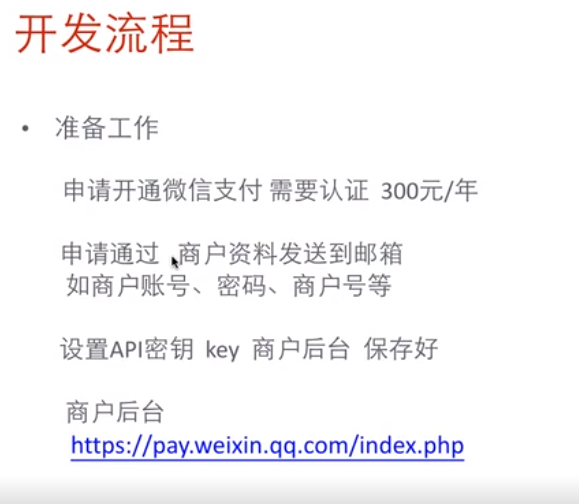 开发流程
• 准备工作
申请开通微信支付 需要认证 300元/年
申请通过 商户资料发送到邮箱
如商户账号、密码、商户号等
设置API密钥 key 商户后台 保存好
商户后台
https://pay.weixin.qq.com/index.php